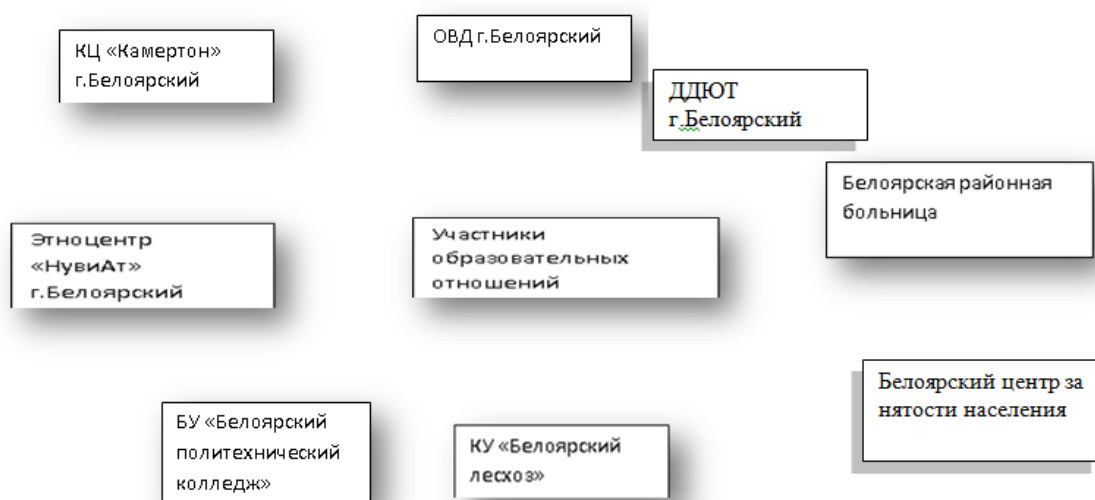 КЦ «Камертон»
г.Белоярский
ОВД г.Белоярский
ДДЮТ
г.Белоярский
Белоярская районная
больница
Этноцентр
«НувиАт»
г.Белоярский
Участники
образовательных
отношений
Белоярский центр за
нятости населения
БУ «Белоярский
политехнический
колледж»
КУ «Белоярский
лесхоз»